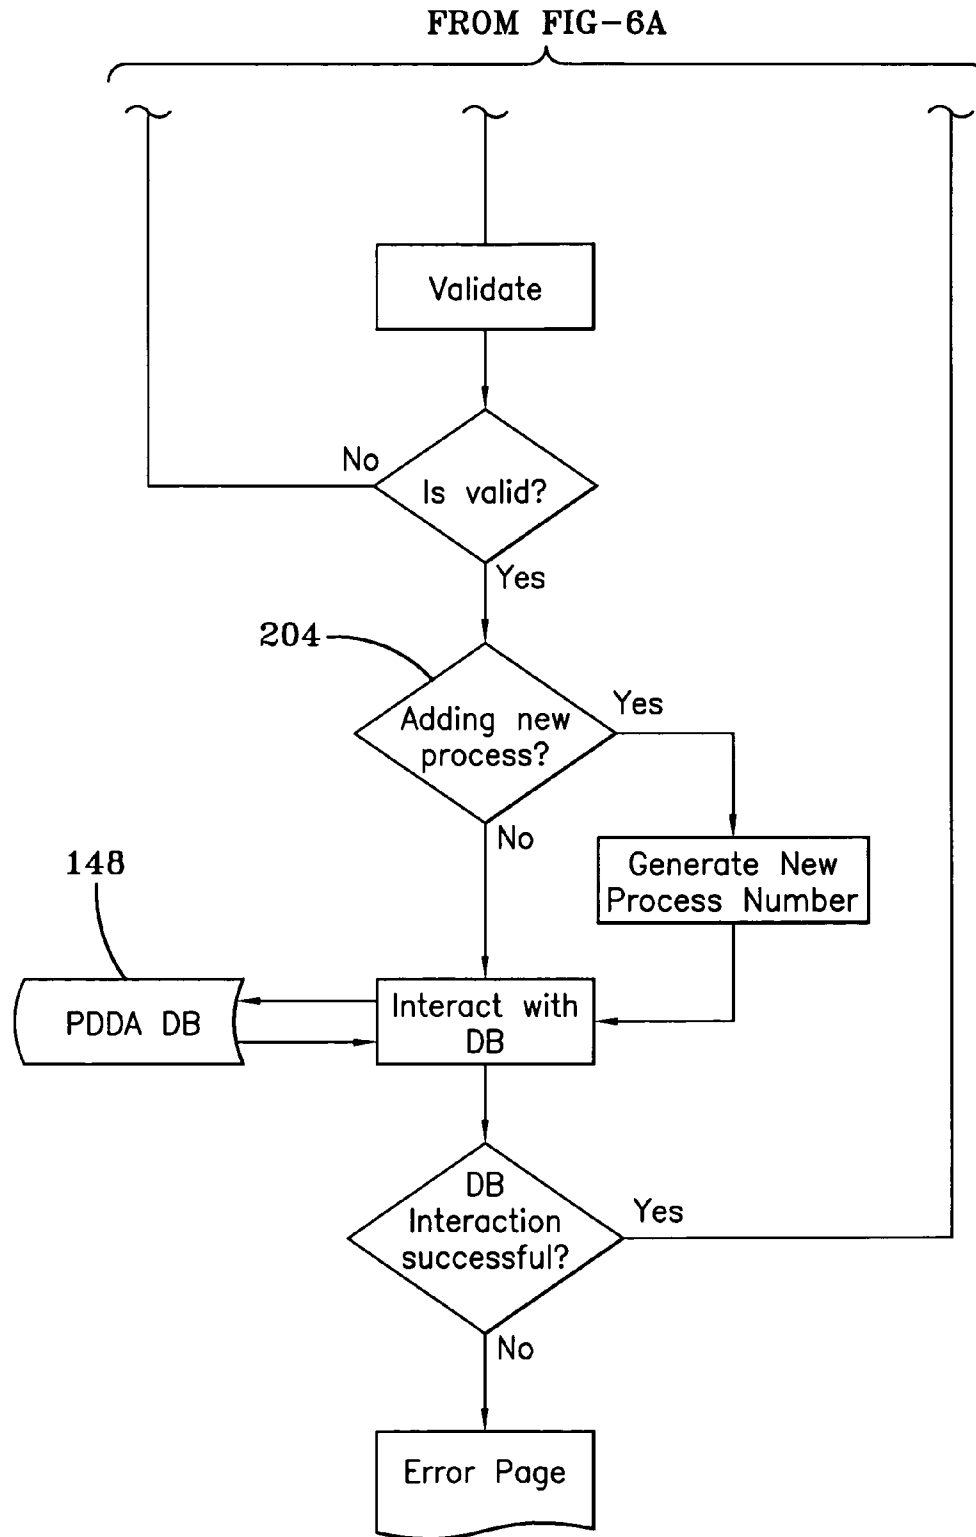 FROM FIG-6A
Validate
No
Is valid?
Yes
204
Adding new
process?
Yes
No
148
Generate New
Process Number
PDDA DB
Interact with
DB
DB
Interaction
successful?
Yes
No
Error Page